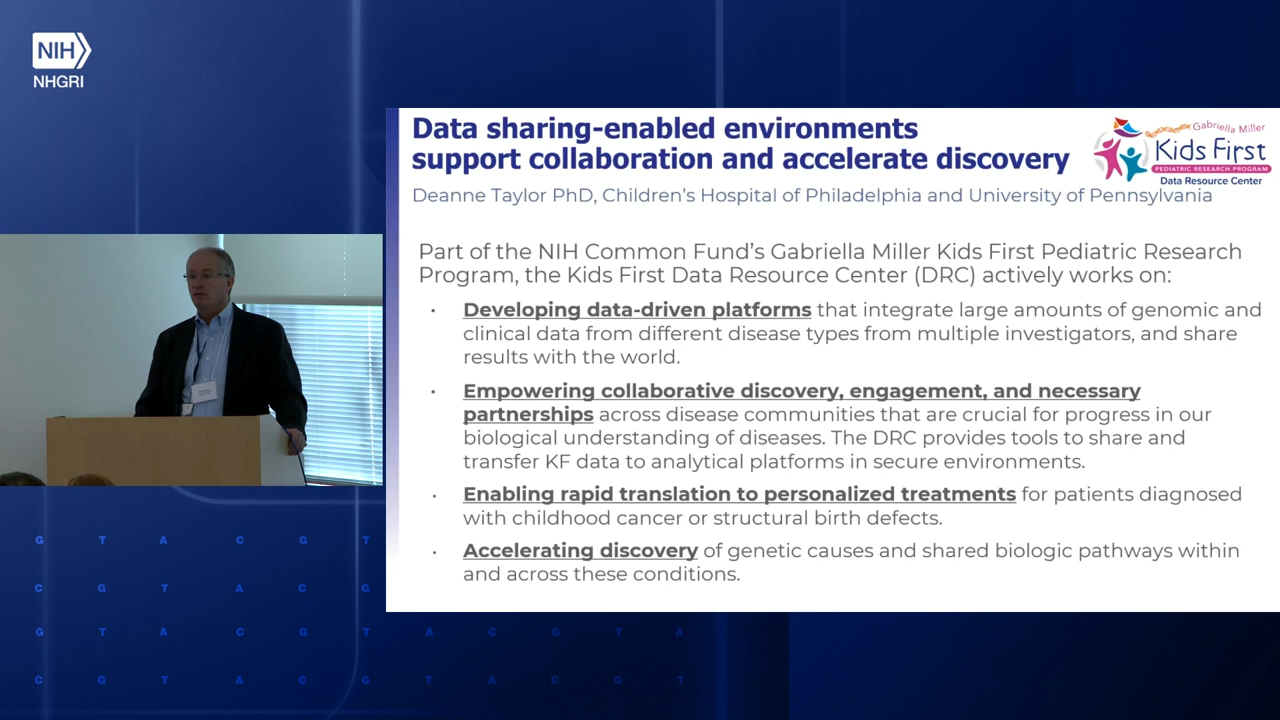 NIH
NHGRI
Data sharing-enabled environments
support collaboration and accelerate discovery
Gabriella Miller
Kids First
PEDIATRIC RESEARCH PROGRAM
Data Resource Center
Deanne Taylor PhD, Children's Hospital of Philadelphia and University of Pennsylvania
Part of the NIH Common Fund's Gabriella Miller Kids First Pediatric Research
Program, the Kids First Data Resource Center (DRC) actively works on:
• Developing data-driven platforms that integrate large amounts of genomic and
clinical data from different disease types from multiple investigators, and share
results with the world.
• Empowering collaborative discovery, engagement, and necessary
partnerships across disease communities that are crucial for progress in our
biological understanding of diseases. The DRC provides tools to share and
transfer KF data to analytical platforms in secure environments.
• Enabling rapid translation to personalized treatments for patients diagnosed
with childhood cancer or structural birth defects.
• Accelerating discovery of genetic causes and shared biologic pathways within
and across these conditions.
G T A C G T
C G T A C G
G T A C G T A C G T A
C G T A C G T A C G T